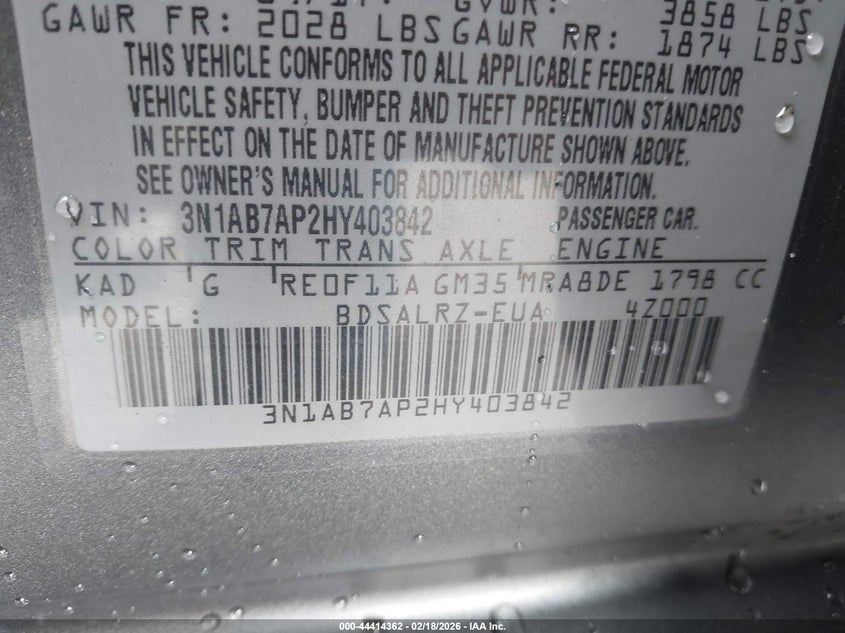 GVWR: 3858 LBS
GAWR FR: 2028 LBS GAWR RR: 1874 LBS
THIS VEHICLE CONFORMS TO ALL APPLICABLE FEDERAL MOTOR
VEHICLE SAFETY, BUMPER AND THEFT PREVENTION STANDARDS
IN EFFECT ON THE DATE OF MANUFACTURE SHOWN ABOVE.
SEE OWNER'S MANUAL FOR ADDITIONAL INFORMATION.
VIN: 3N1AB7AP2HY403842 PASSENGER CAR.
COLOR TRIM TRANS AXLE ENGINE
KAD G RE0F11A GM35 MRA8DE 1798 CC
MODEL: BDSALRZ-EUA 4Z000
3N1AB7AP2HY403842
000-44414362 - 02/18/2026 - IAA Inc.